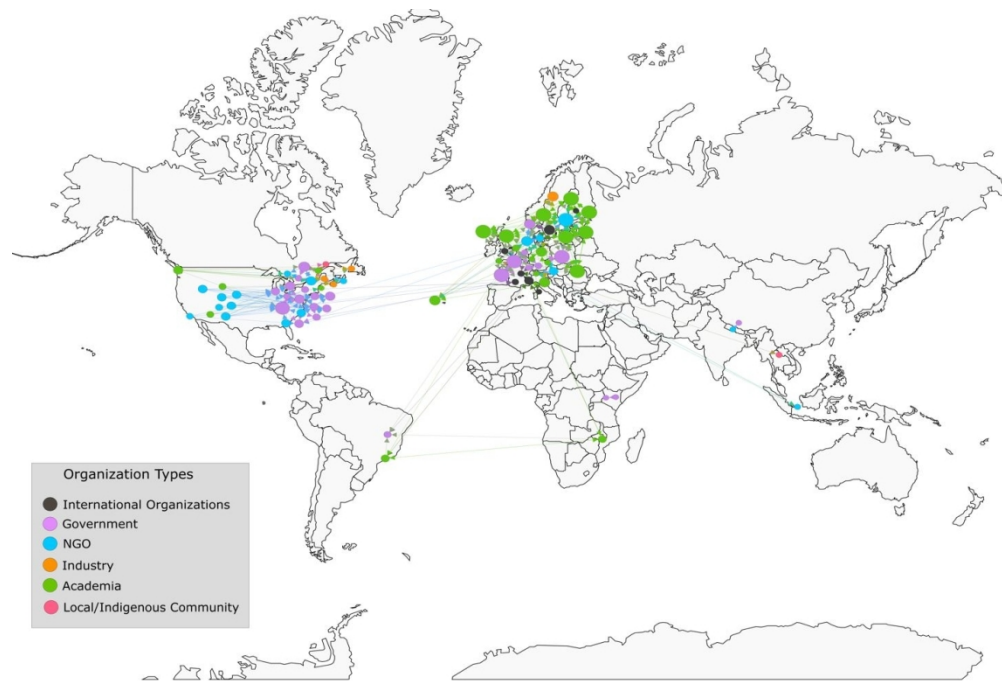 Organization Types
International Organizations
Government
NGO
Industry
Academia
Local/Indigenous Community